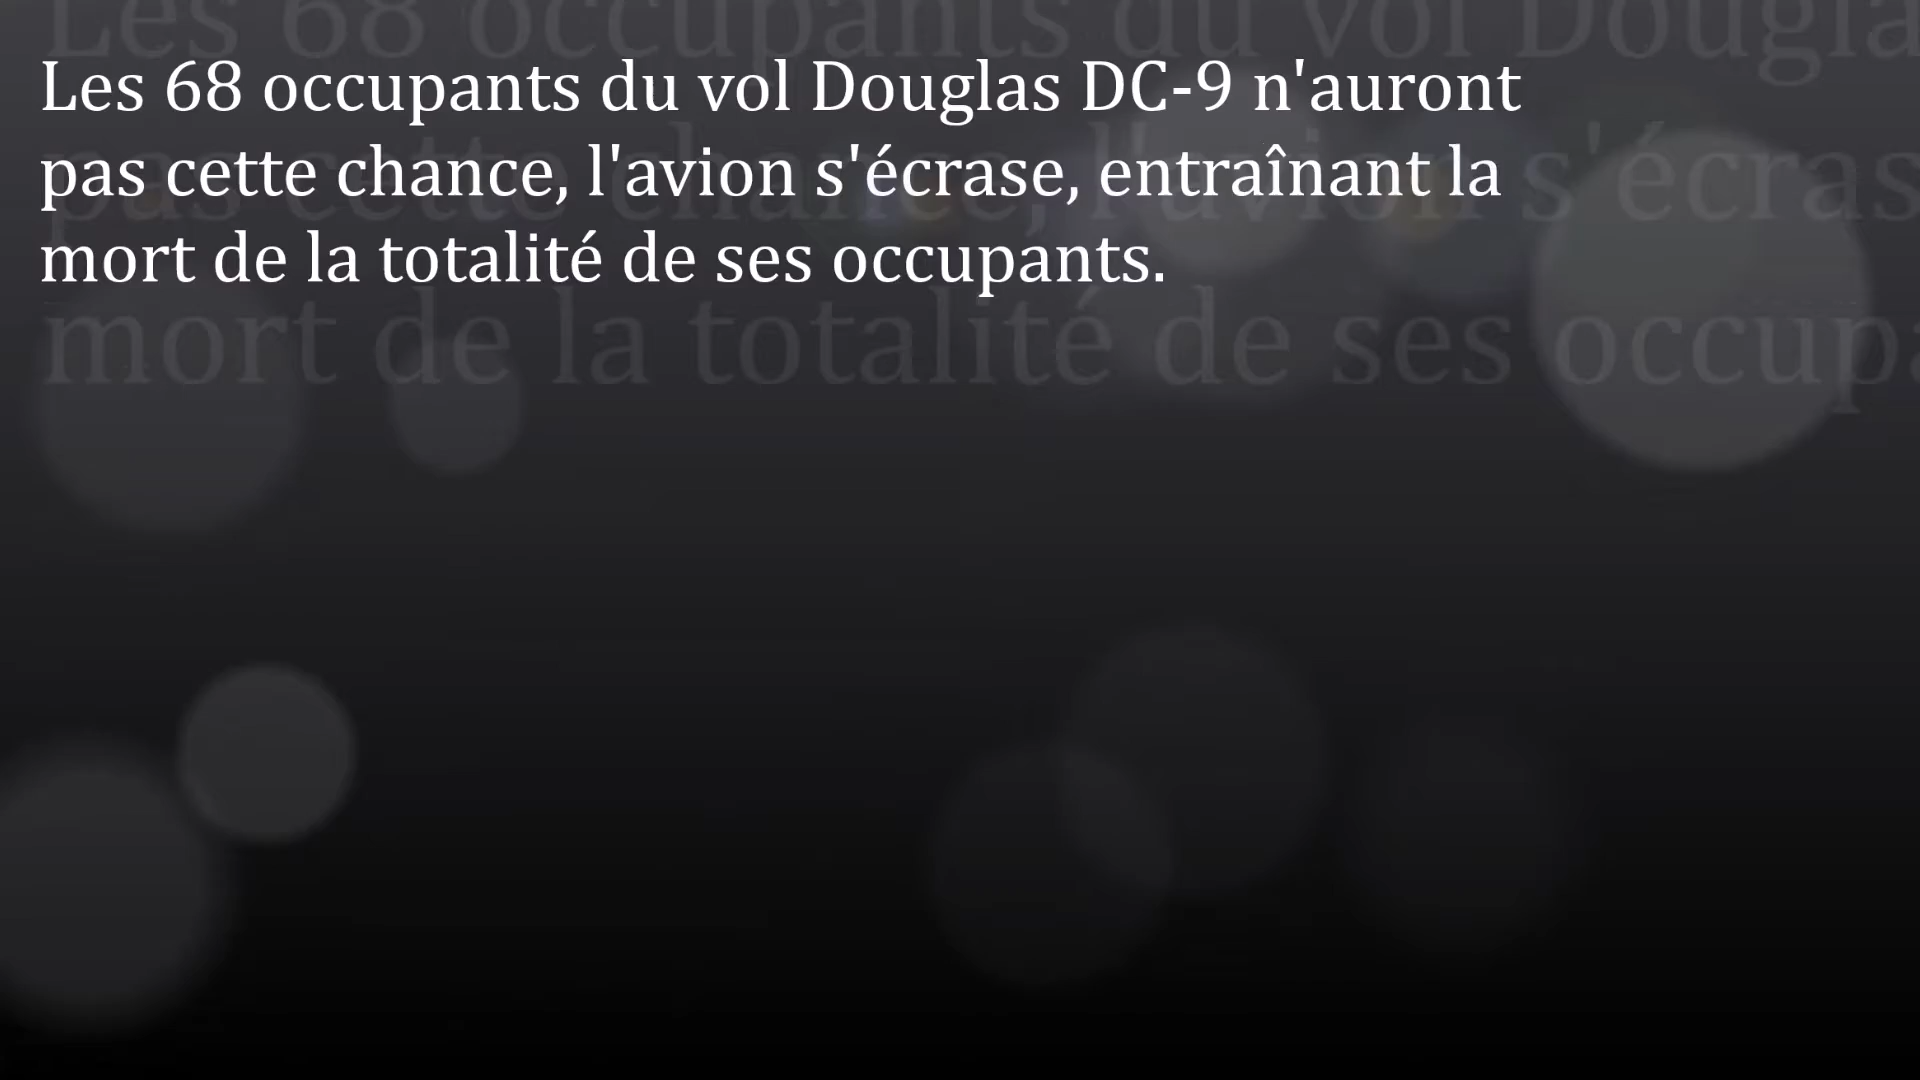 Les 68 occupants du vol Douglas DC-9 n'auront
pas cette chance, l'avion s'écrase, entraînant la
mort de la totalité de ses occupants.